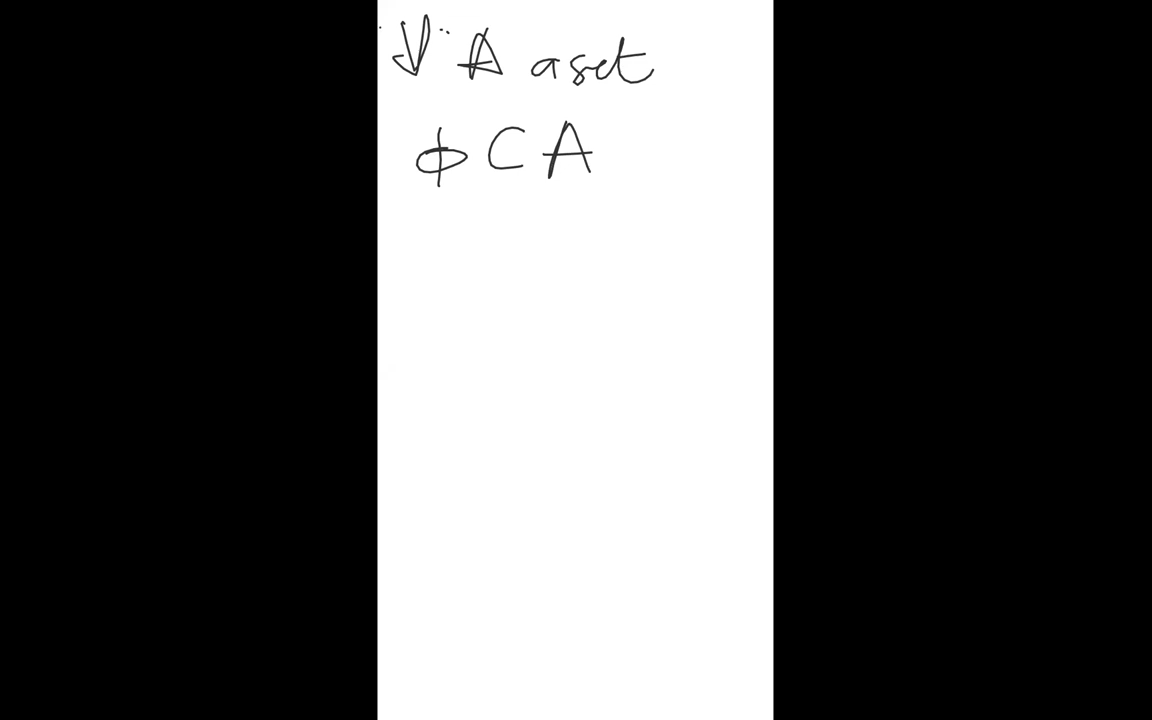 ∀ A a set
ϕ ⊂ A